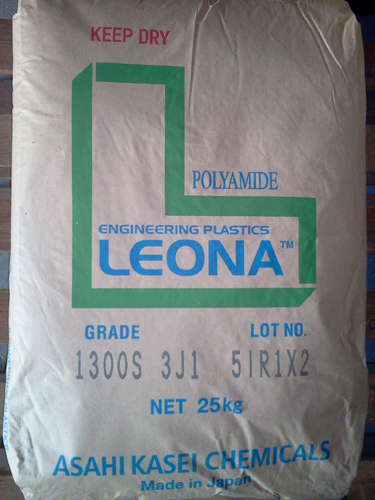 KEEP DRY
POLYAMIDE
ENGINEERING PLASTICS
LEONA™
GRADE LOT NO.
1300S 3J1 5IR1X2
NET 25kg
ASAHI KASEI CHEMICALS
Made in Japan